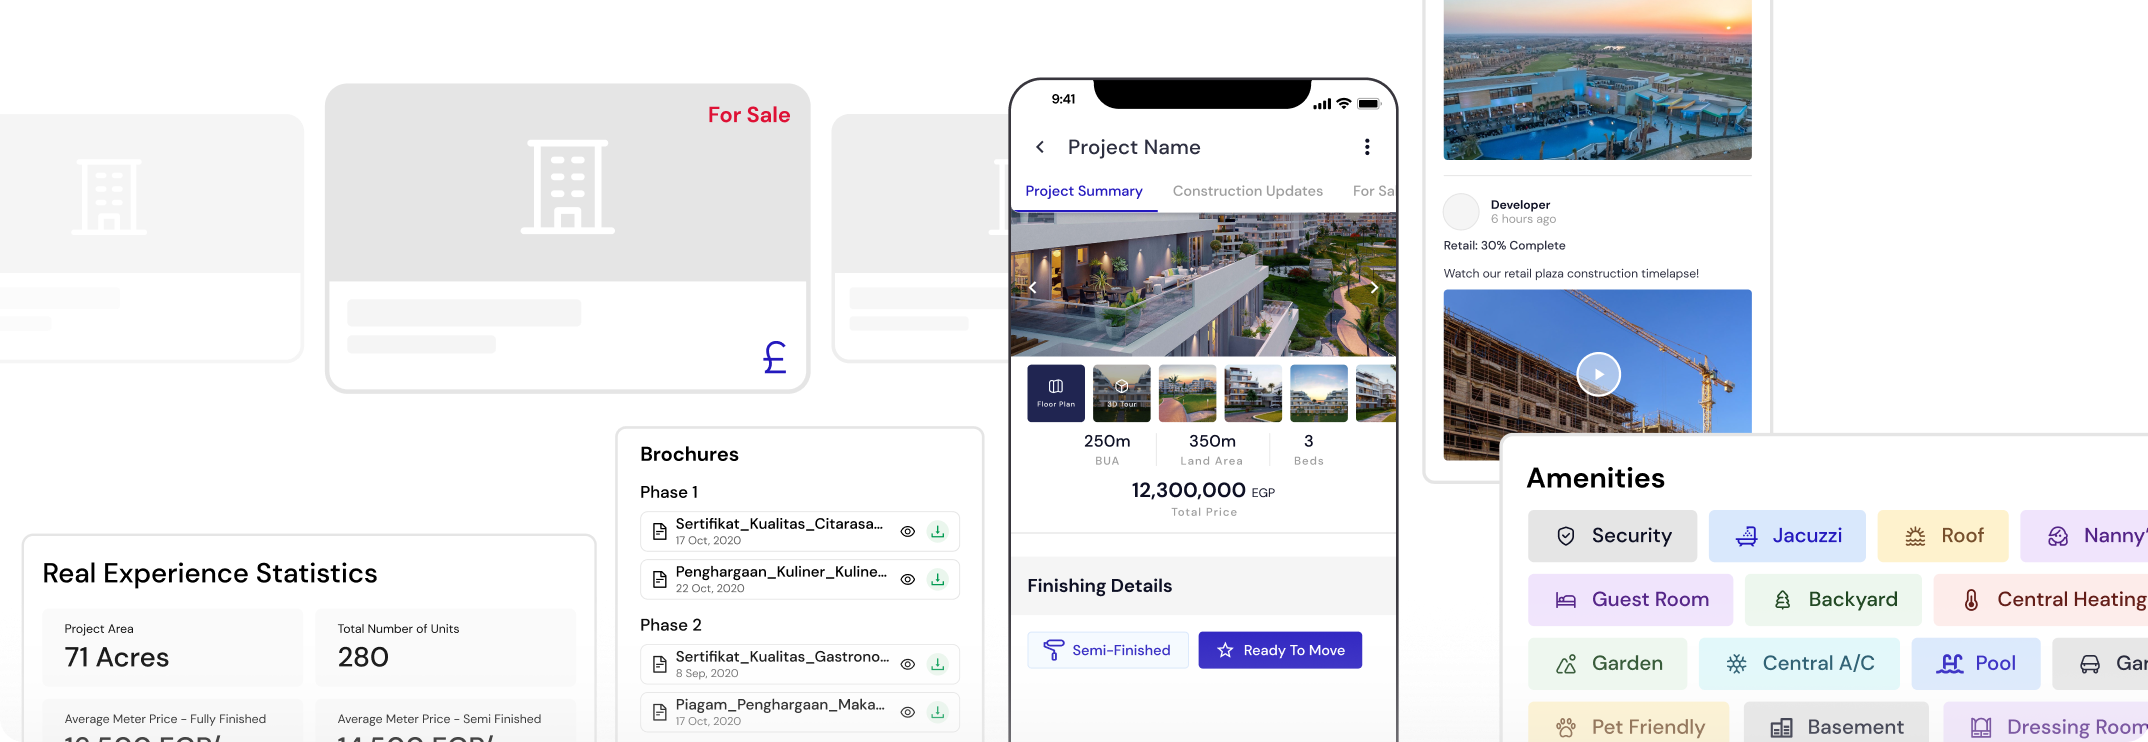 For Sale
£
Real Experience Statistics
Project Area
71 Acres
Total Number of Units
280
Average Meter Price - Fully Finished
Average Meter Price - Semi Finished
Brochures
Phase 1
Sertifikat_Kualitas_Citarasa...
17 Oct, 2020
Penghargaan_Kuliner_Kuline...
22 Oct, 2020
Phase 2
Sertifikat_Kualitas_Gastrono...
8 Sep, 2020
Piagam_Penghargaan_Maka...
17 Oct, 2020
9:41
Project Name
Project Summary
Construction Updates
For Sa
Floor Plan
3D Tour
250m
BUA
350m
Land Area
3
Beds
12,300,000 EGP
Total Price
Finishing Details
Semi-Finished
Ready To Move
Developer
6 hours ago
Retail: 30% Complete
Watch our retail plaza construction timelapse!
Amenities
Security
Jacuzzi
Roof
Nanny'
Guest Room
Backyard
Central Heating
Garden
Central A/C
Pool
Gar
Pet Friendly
Basement
Dressing Room